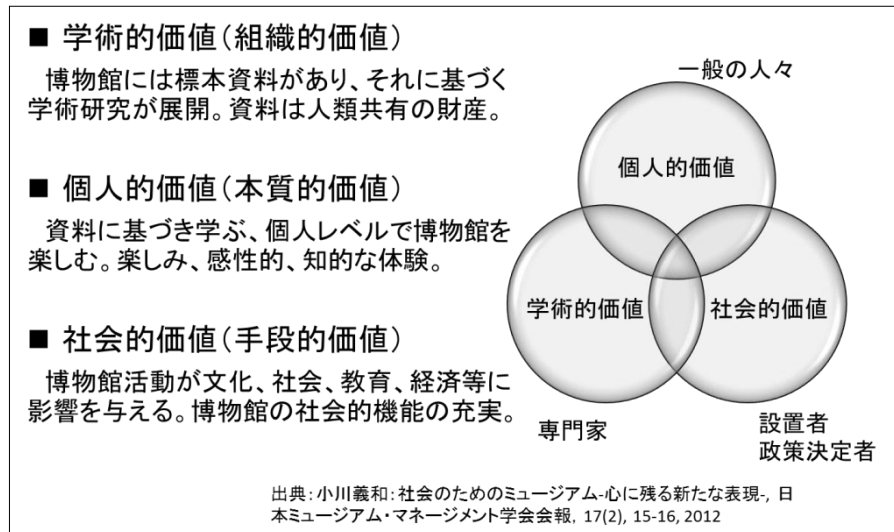 ■ 学術的価値(組織的価値)
博物館には標本資料があり、それに基づく
学術研究が展開。資料は人類共有の財産。
■ 個人的価値(本質的価値)
資料に基づき学ぶ、個人レベルで博物館を
楽しむ。楽しみ、感性的、知的な体験。
■ 社会的価値(手段的価値)
博物館活動が文化、社会、教育、経済等に
影響を与える。博物館の社会的機能の充実。
一般の人々
個人的価値
学術的価値
社会的価値
専門家
設置者
政策決定者
出典:小川義和:社会のためのミュージアム-心に残る新たな表現-, 日
本ミュージアム・マネージメント学会会報, 17(2), 15-16, 2012